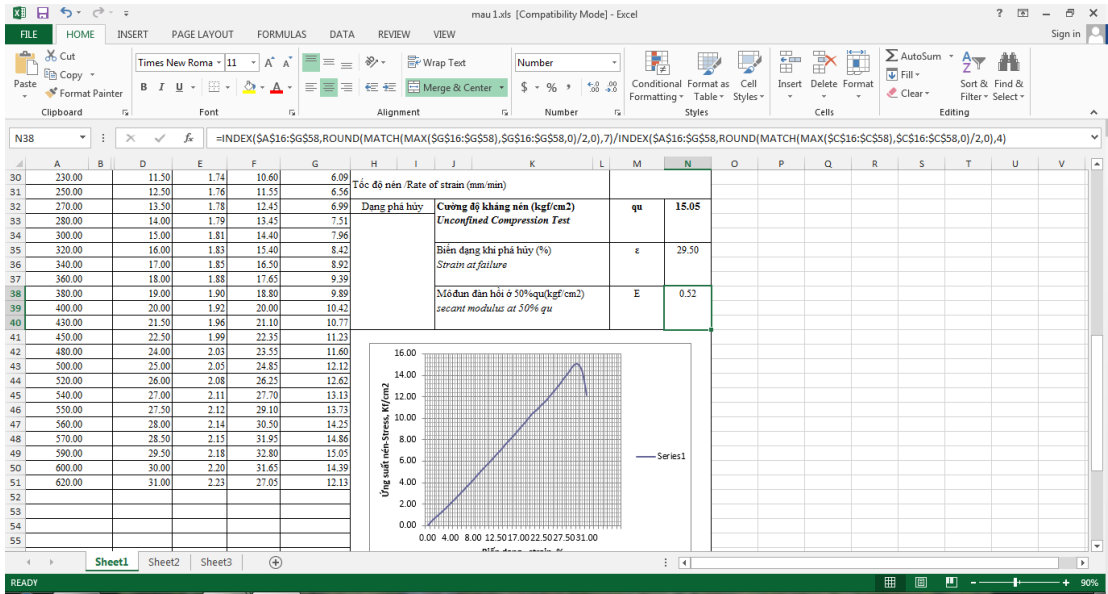 mau 1.xls [Compatibility Mode] - Excel
FILE HOME INSERT PAGE LAYOUT FORMULAS DATA REVIEW VIEW Sign in
Paste
Cut
Copy
Format Painter
Clipboard
Times New Roma 11
B I U
Font
Wrap Text
Merge & Center
Alignment
Number
$ % ,
Number
Conditional Formatting
Format as Table
Cell Styles
Styles
Insert Delete Format
Cells
AutoSum
Fill
Clear
Sort & Filter
Find & Select
Editing
N38 fx =INDEX($A$16:$G$58,ROUND(MATCH(MAX($G$16:$G$58),$G$16:$G$58,0)/2,0),7)/INDEX($A$16:$G$58,ROUND(MATCH(MAX($C$16:$C$58),$C$16:$C$58,0)/2,0),4)
A B D E F G H I J K L M N O P Q R S T U V
30 230.00 11.50 1.74 10.60 6.09
Tốc độ nén /Rate of strain (mm/min)
31 250.00 12.50 1.76 11.55 6.56
32 270.00 13.50 1.78 12.45 6.99 Dạng phá hủy Cường độ kháng nén (kgf/cm2) qu 15.05
33 280.00 14.00 1.79 13.45 7.51 Unconfined Compression Test
34 300.00 15.00 1.81 14.40 7.96
35 320.00 16.00 1.83 15.40 8.42 Biến dạng khi phá hủy (%) ε 29.50
36 340.00 17.00 1.85 16.50 8.92 Strain at failure
37 360.00 18.00 1.88 17.65 9.39
38 380.00 19.00 1.90 18.80 9.89 Môđun đàn hồi ở 50%qu(kgf/cm2) E 0.52
39 400.00 20.00 1.92 20.00 10.42 secant modulus at 50% qu
40 430.00 21.50 1.96 21.10 10.77
41 450.00 22.50 1.99 22.35 11.23
42 480.00 24.00 2.03 23.55 11.60
43 500.00 25.00 2.05 24.85 12.12
44 520.00 26.00 2.08 26.25 12.62
45 540.00 27.00 2.11 27.70 13.13
46 550.00 27.50 2.12 29.10 13.73
47 560.00 28.00 2.14 30.50 14.25
48 570.00 28.50 2.15 31.95 14.86
49 590.00 29.50 2.18 32.80 15.05
50 600.00 30.00 2.20 31.65 14.39
51 620.00 31.00 2.23 27.05 12.13
52
53
54
55
Ứng suất nén-Stress, Kf/cm2
16.00
14.00
12.00
10.00
8.00
6.00
4.00
2.00
0.00
Series1
0.00 4.00 8.00 12.50 17.00 22.50 27.50 31.00
Biến dạng - strain, %
Sheet1 Sheet2 Sheet3
READY 90%